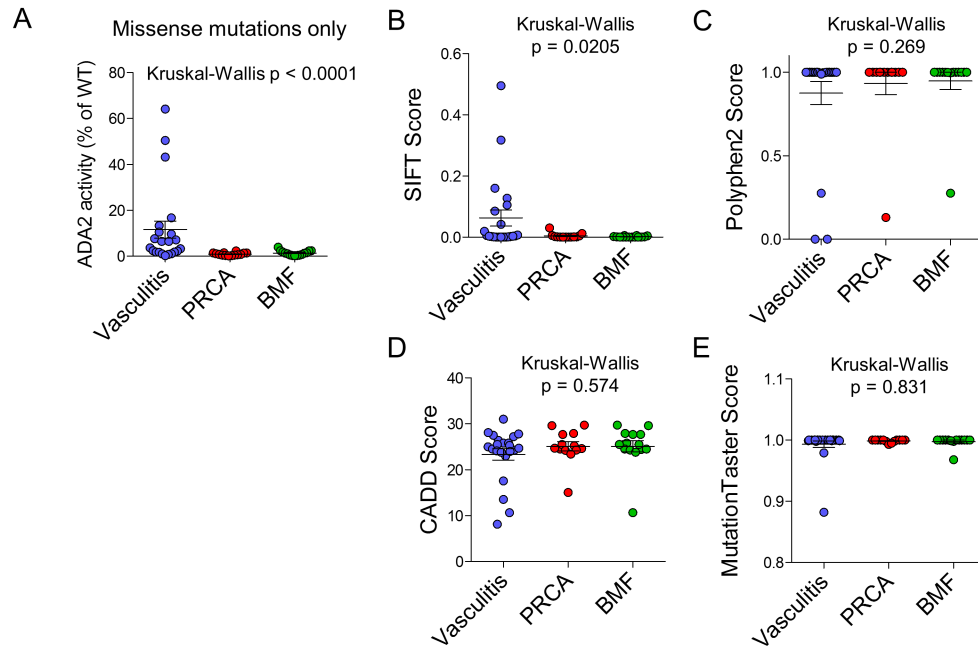 A
Missense mutations only
Kruskal-Wallis p < 0.0001
ADA2 activity (% of WT)
80
60
40
20
0
Vasculitis
PRCA
BMF
B
Kruskal-Wallis
p = 0.0205
SIFT Score
0.6
0.4
0.2
0.0
Vasculitis
PRCA
BMF
C
Kruskal-Wallis
p = 0.269
Polyphen2 Score
1.0
0.5
0.0
Vasculitis
PRCA
BMF
D
Kruskal-Wallis
p = 0.574
CADD Score
40
30
20
10
0
Vasculitis
PRCA
BMF
E
Kruskal-Wallis
p = 0.831
MutationTaster Score
1.1
1.0
0.9
0.8
Vasculitis
PRCA
BMF